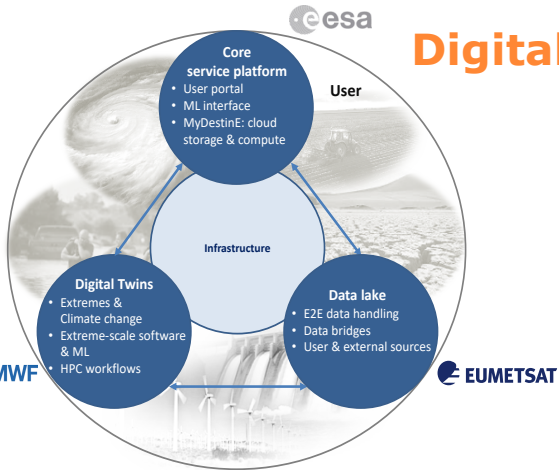 esa
Digital
Core
service platform
• User portal
• ML interface
• MyDestinE: cloud
storage & compute
User
Infrastructure
Digital Twins
• Extremes &
Climate change
• Extreme-scale software
& ML
• HPC workflows
Data lake
• E2E data handling
• Data bridges
• User & external sources
MWF
EUMETSAT